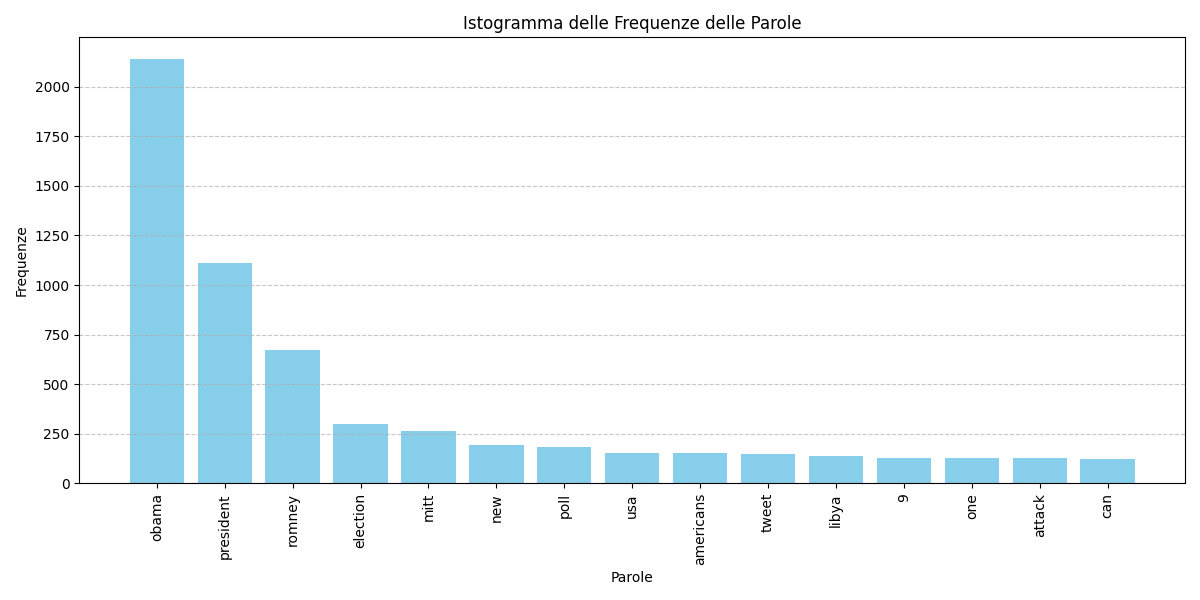 Istogramma delle Frequenze delle Parole
Frequenze
2000
1750
1500
1250
1000
750
500
250
0
obama
president
romney
election
mitt
new
poll
usa
americans
tweet
libya
9
one
attack
can
Parole